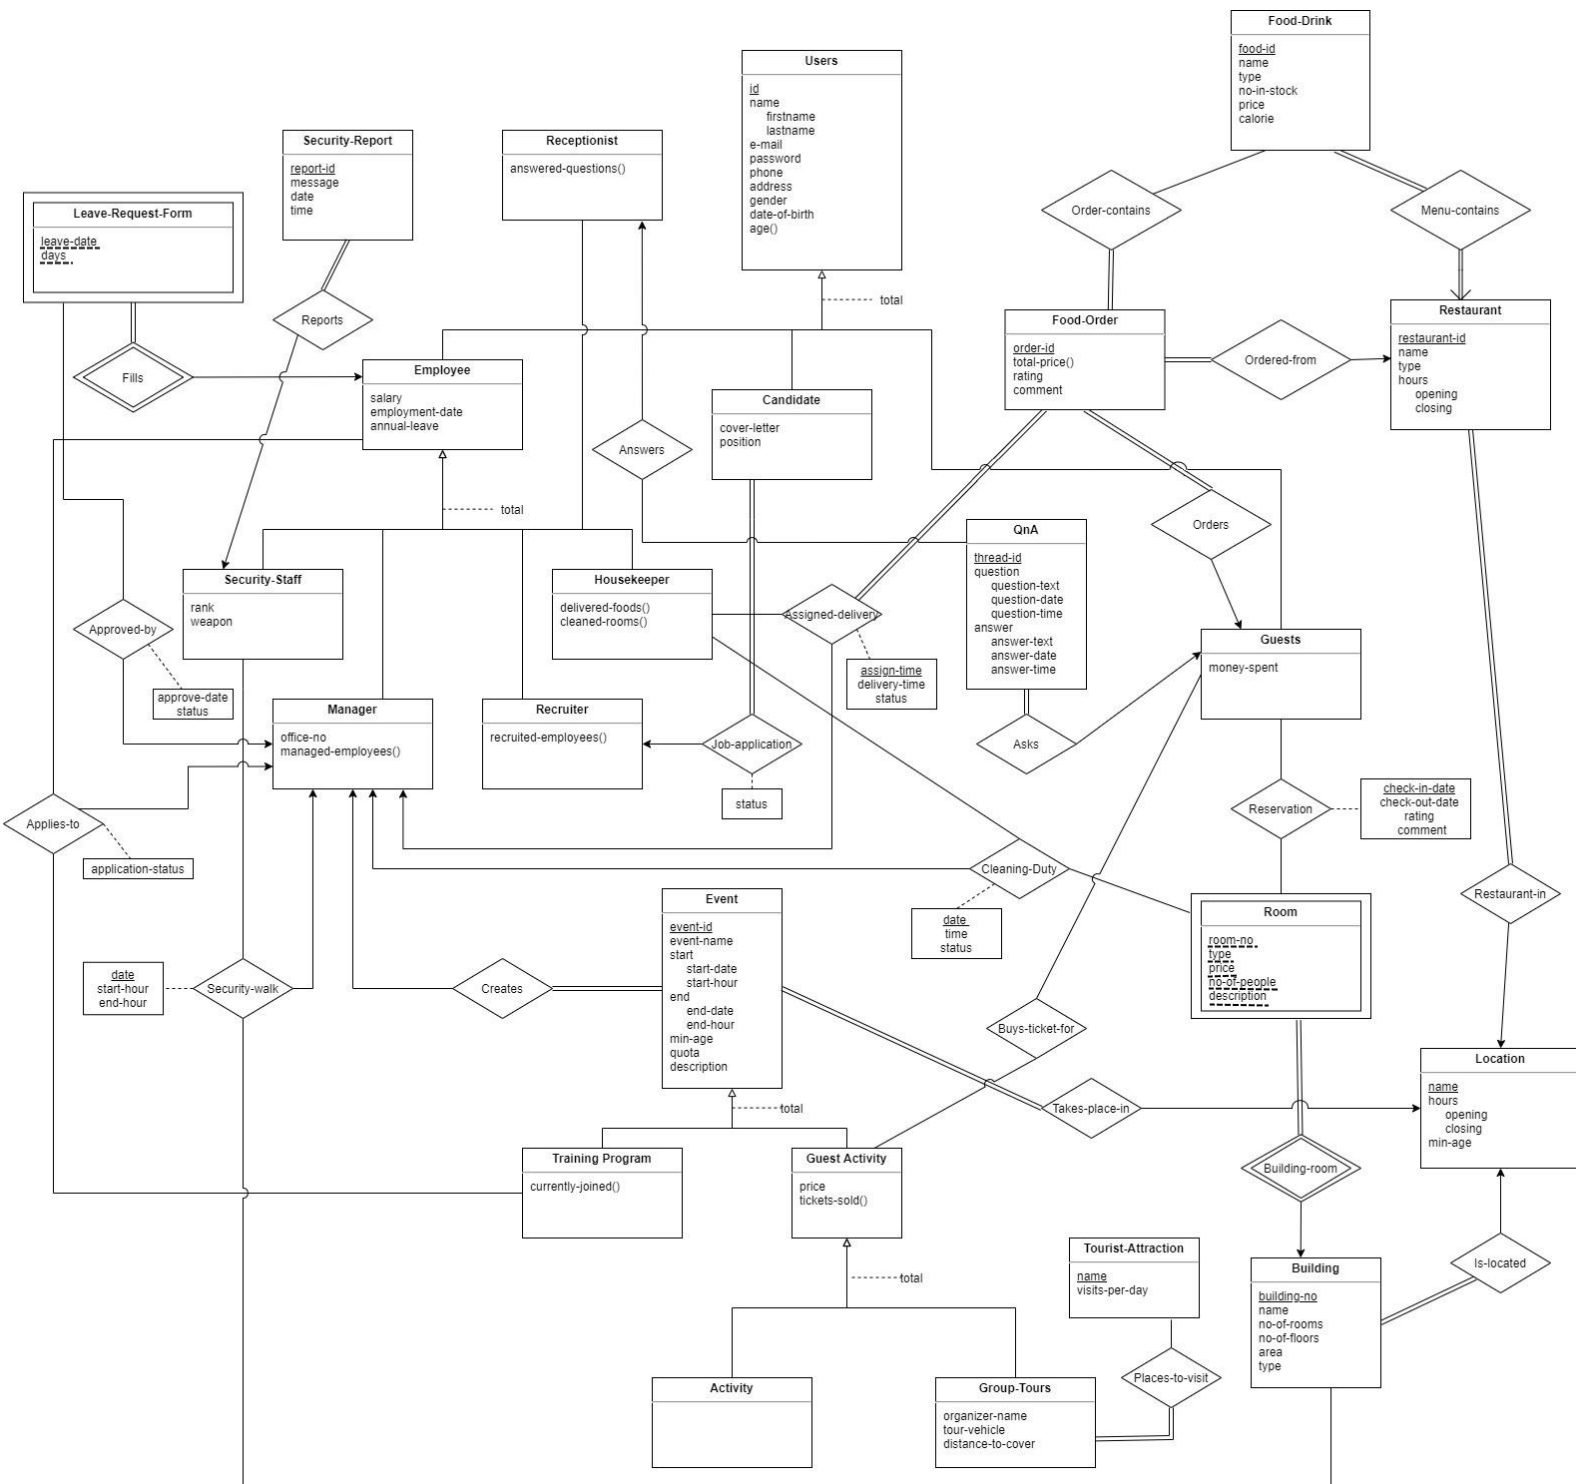 Food-Drink
food-id
name
type
no-in-stock
price
calorie
Users
id
name
firstname
lastname
e-mail
password
phone
address
gender
date-of-birth
age()
total
Security-Report
report-id
message
date
time
Receptionist
answered-questions()
Leave-Request-Form
leave-date
days
Order-contains
Menu-contains
Reports
Fills
Employee
salary
employment-date
annual-leave
total
Candidate
cover-letter
position
Answers
Food-Order
order-id
total-price()
rating
comment
Ordered-from
Restaurant
restaurant-id
name
type
hours
opening
closing
Orders
QnA
thread-id
question
question-text
question-date
question-time
answer
answer-text
answer-date
answer-time
Security-Staff
rank
weapon
Housekeeper
delivered-foods()
cleaned-rooms()
Assigned-delivery
assign-time
delivery-time
status
Guests
money-spent
Approved-by
approve-date
status
Manager
office-no
managed-employees()
Recruiter
recruited-employees()
Job-application
status
Asks
Reservation
check-in-date
check-out-date
rating
comment
Applies-to
application-status
Cleaning-Duty
date
time
status
Restaurant-in
Event
event-id
event-name
start
start-date
start-hour
end
end-date
end-hour
min-age
quota
description
total
Room
room-no
type
price
no-of-people
description
date
start-hour
end-hour
Security-walk
Creates
Buys-ticket-for
Takes-place-in
Location
name
hours
opening
closing
min-age
Training Program
currently-joined()
Guest Activity
price
tickets-sold()
total
Building-room
Tourist-Attraction
name
visits-per-day
Is-located
Building
building-no
name
no-of-rooms
no-of-floors
area
type
Places-to-visit
Activity
Group-Tours
organizer-name
tour-vehicle
distance-to-cover